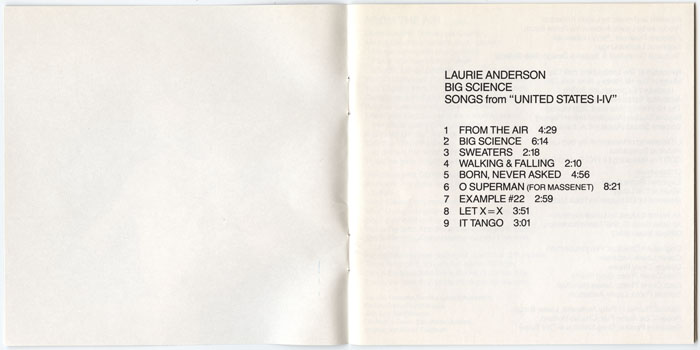 LAURIE ANDERSON
BIG SCIENCE
SONGS from “UNITED STATES I-IV”
1 FROM THE AIR 4:29
2 BIG SCIENCE 6:14
3 SWEATERS 2:18
4 WALKING & FALLING 2:10
5 BORN, NEVER ASKED 4:56
6 O SUPERMAN (FOR MASSENET) 8:21
7 EXAMPLE #22 2:59
8 LET X=X 3:51
9 IT TANGO 3:01